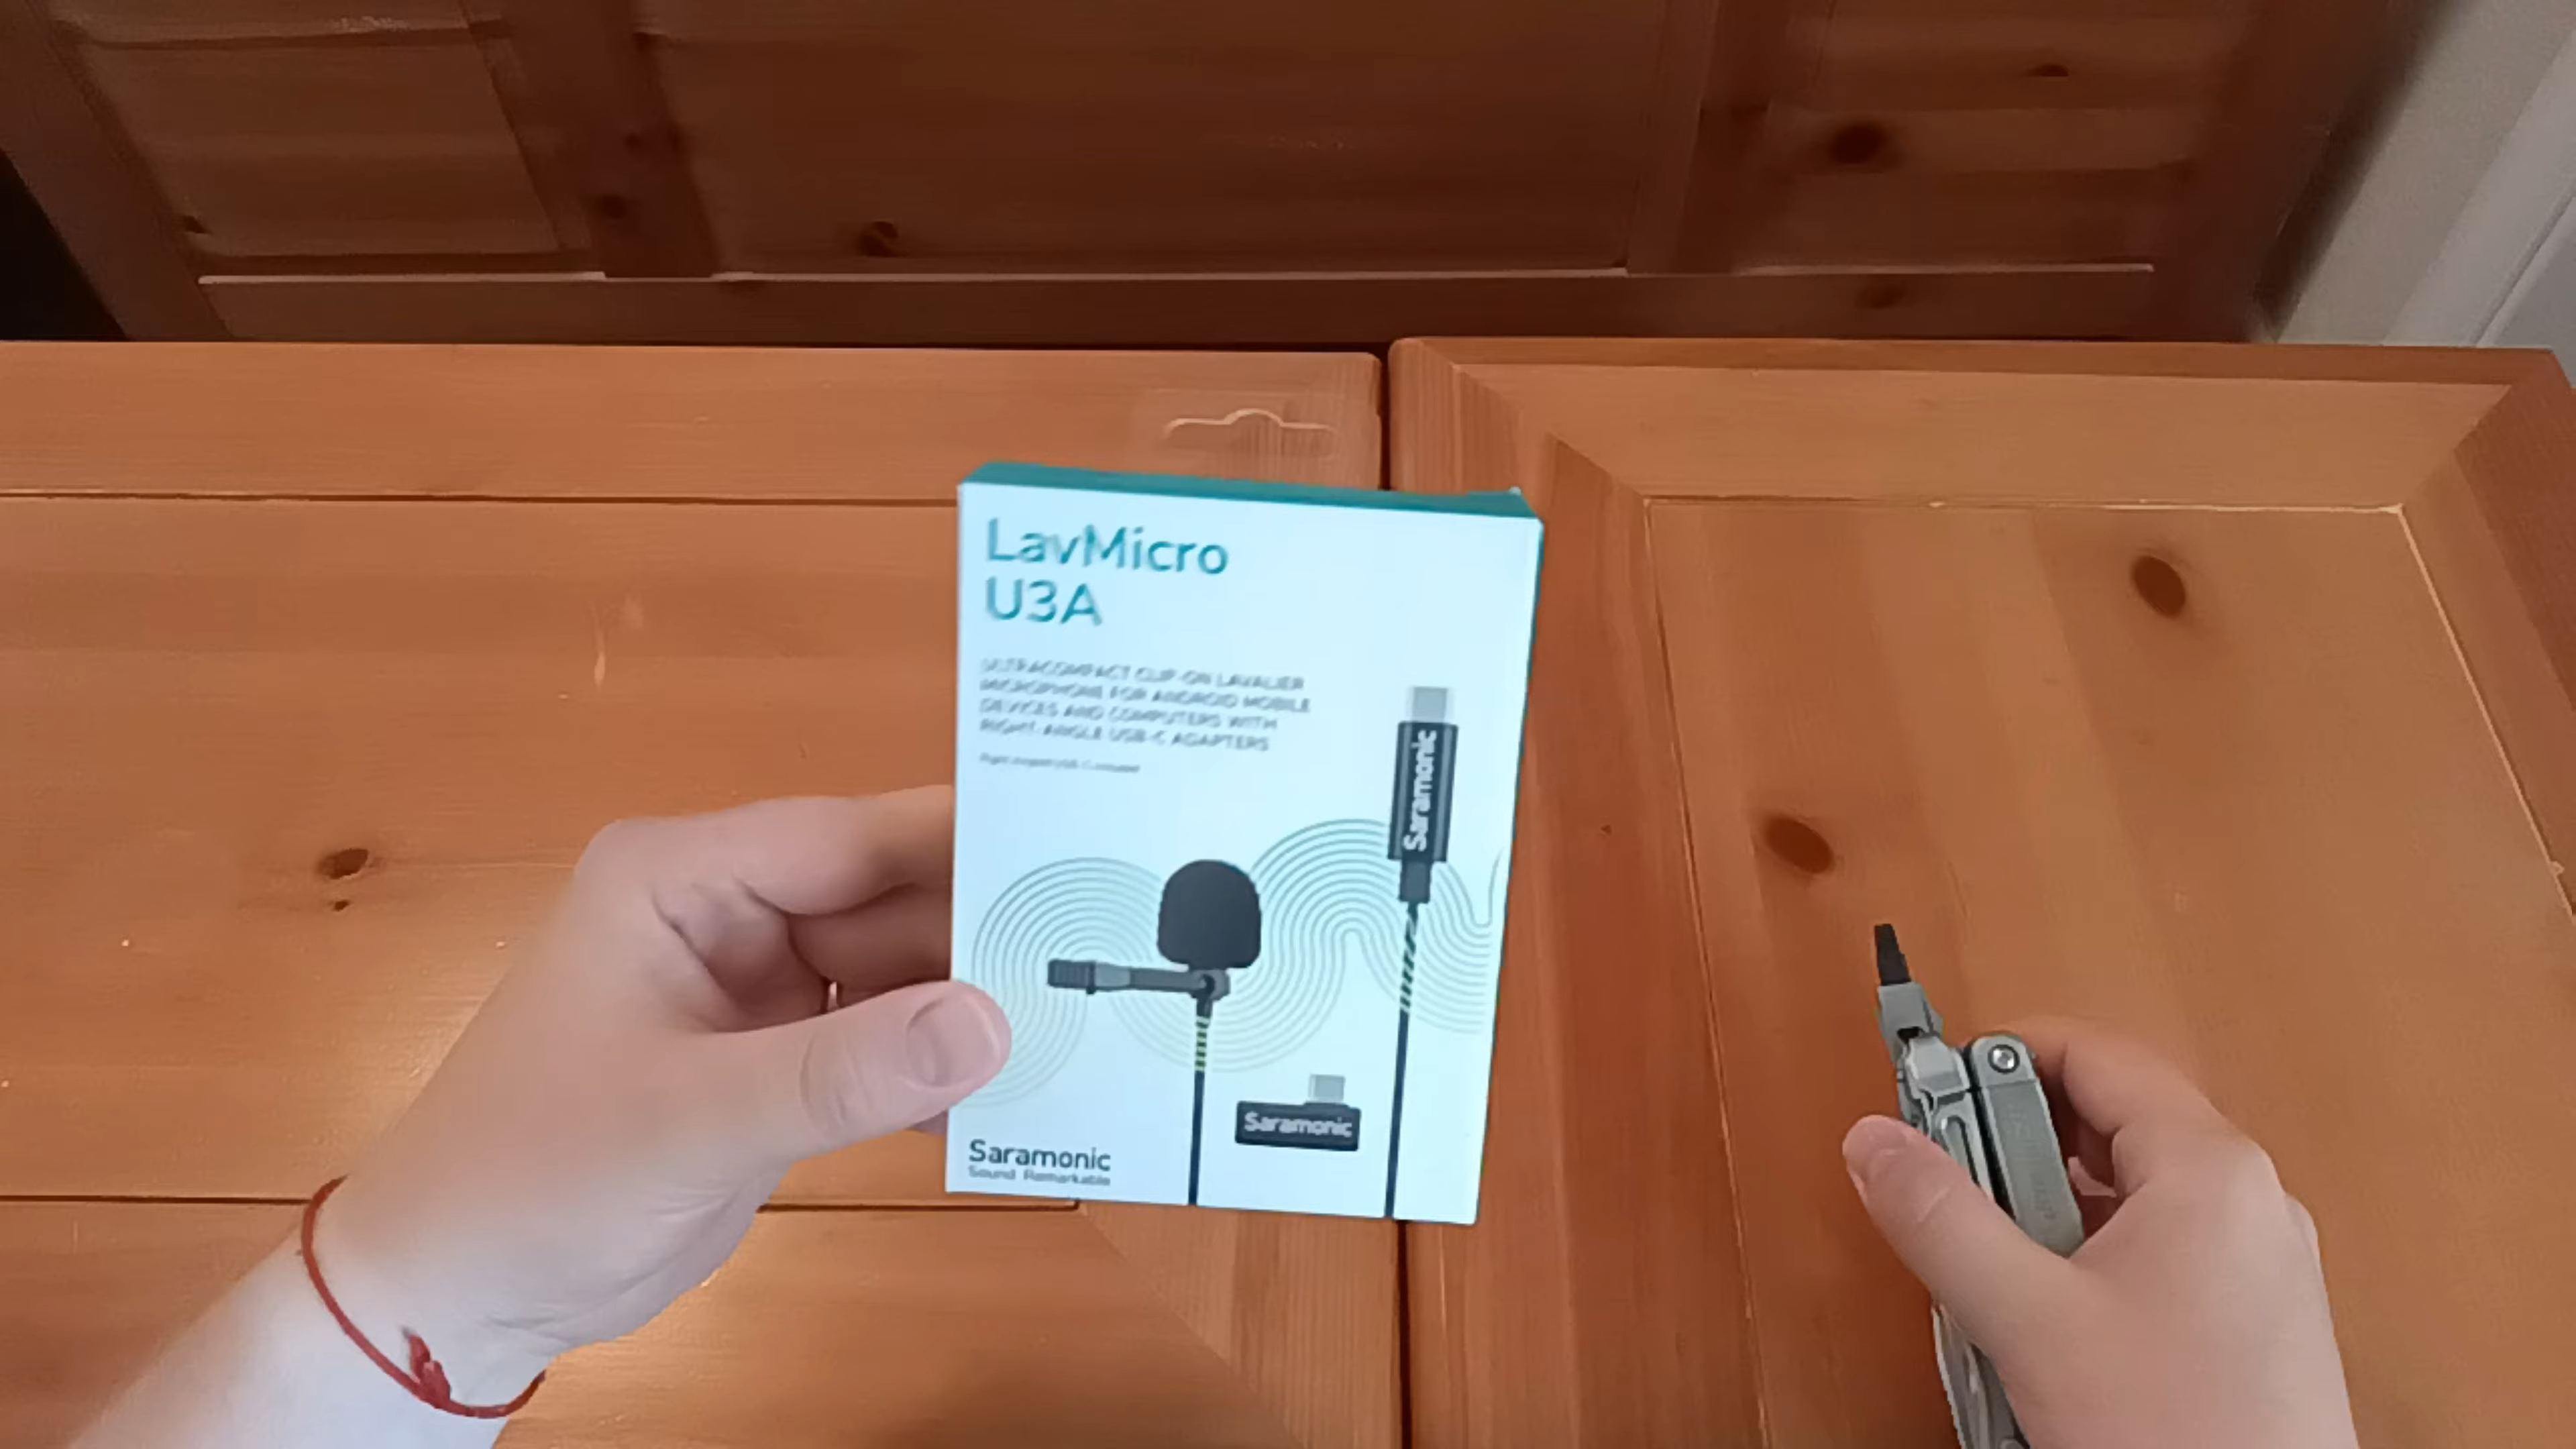 LavMicro
U3A
ULTRACOMPACT CLIP-ON LAVALIER
MICROPHONE FOR ANDROID MOBILE
DEVICES AND COMPUTERS WITH
RIGHT-ANGLE USB-C ADAPTERS
Saramonic
Saramonic
Saramonic
Sound Remarkable